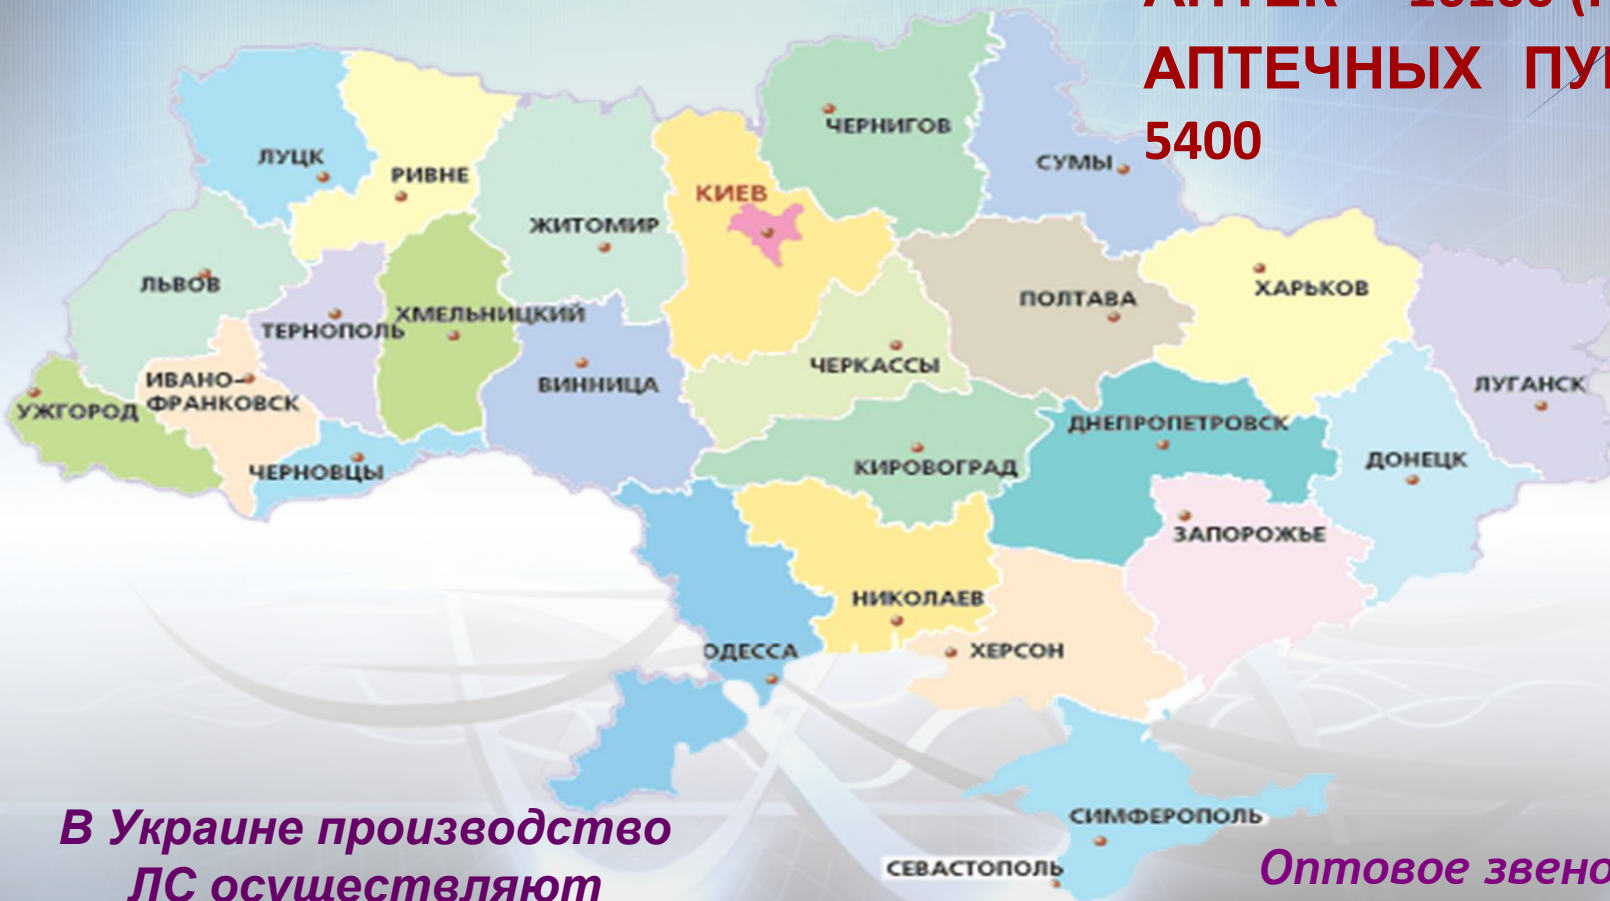 АПТЕЧНЫХ ПУ
5400
ЧЕРНИГОВ
СУМЫ
ЛУЦК
РИВНЕ
КИЕВ
ЖИТОМИР
ЛЬВОВ
ТЕРНОПОЛЬ
ХМЕЛЬНИЦКИЙ
ПОЛТАВА
ХАРЬКОВ
ЧЕРКАССЫ
ВИННИЦА
ИВАНО-
ФРАНКОВСК
УЖГОРОД
ЛУГАНСК
ДНЕПРОПЕТРОВСК
ЧЕРНОВЦЫ
КИРОВОГРАД
ДОНЕЦК
ЗАПОРОЖЬЕ
НИКОЛАЕВ
ОДЕССА
ХЕРСОН
СИМФЕРОПОЛЬ
СЕВАСТОПОЛЬ
В Украине производство
ЛС осуществляют
Оптовое звено